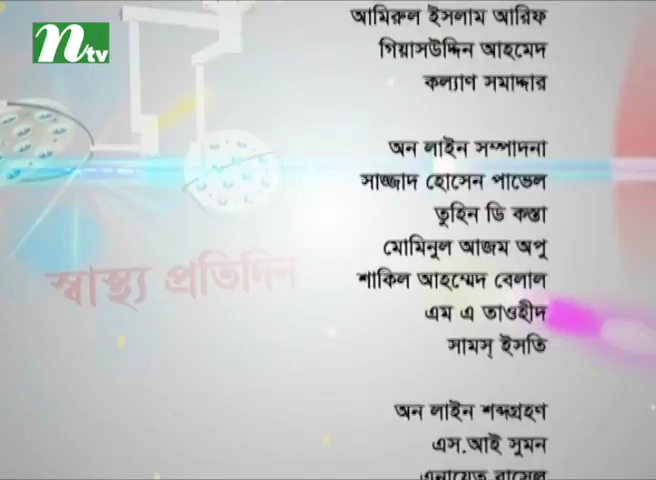 ntv
আমিরুল ইসলাম আরিফ
গিয়াসউদ্দিন আহমেদ
কল্যাণ সমাদ্দার
অন লাইন সম্পাদনা
সাজ্জাদ হোসেন পাভেল
তুহিন ডি কস্তা
মোমিনুল আজম অপু
শাকিল আহম্মেদ বেলাল
এম এ তাওহীদ
সামস্ ইসতি
স্বাস্থ্য প্রতিদিন
অন লাইন শব্দগ্রহণ
এস.আই সুমন
এনায়েত রাসেল